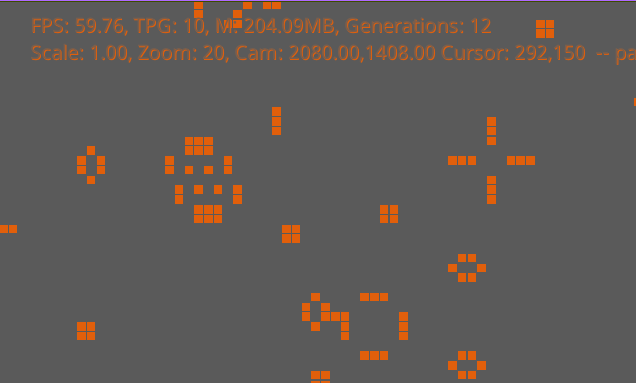 FPS: 59.76, TPG: 10, M: 204.09MB, Generations: 12
Scale: 1.00, Zoom: 20, Cam: 2080.00,1408.00 Cursor: 292,150 -- pa